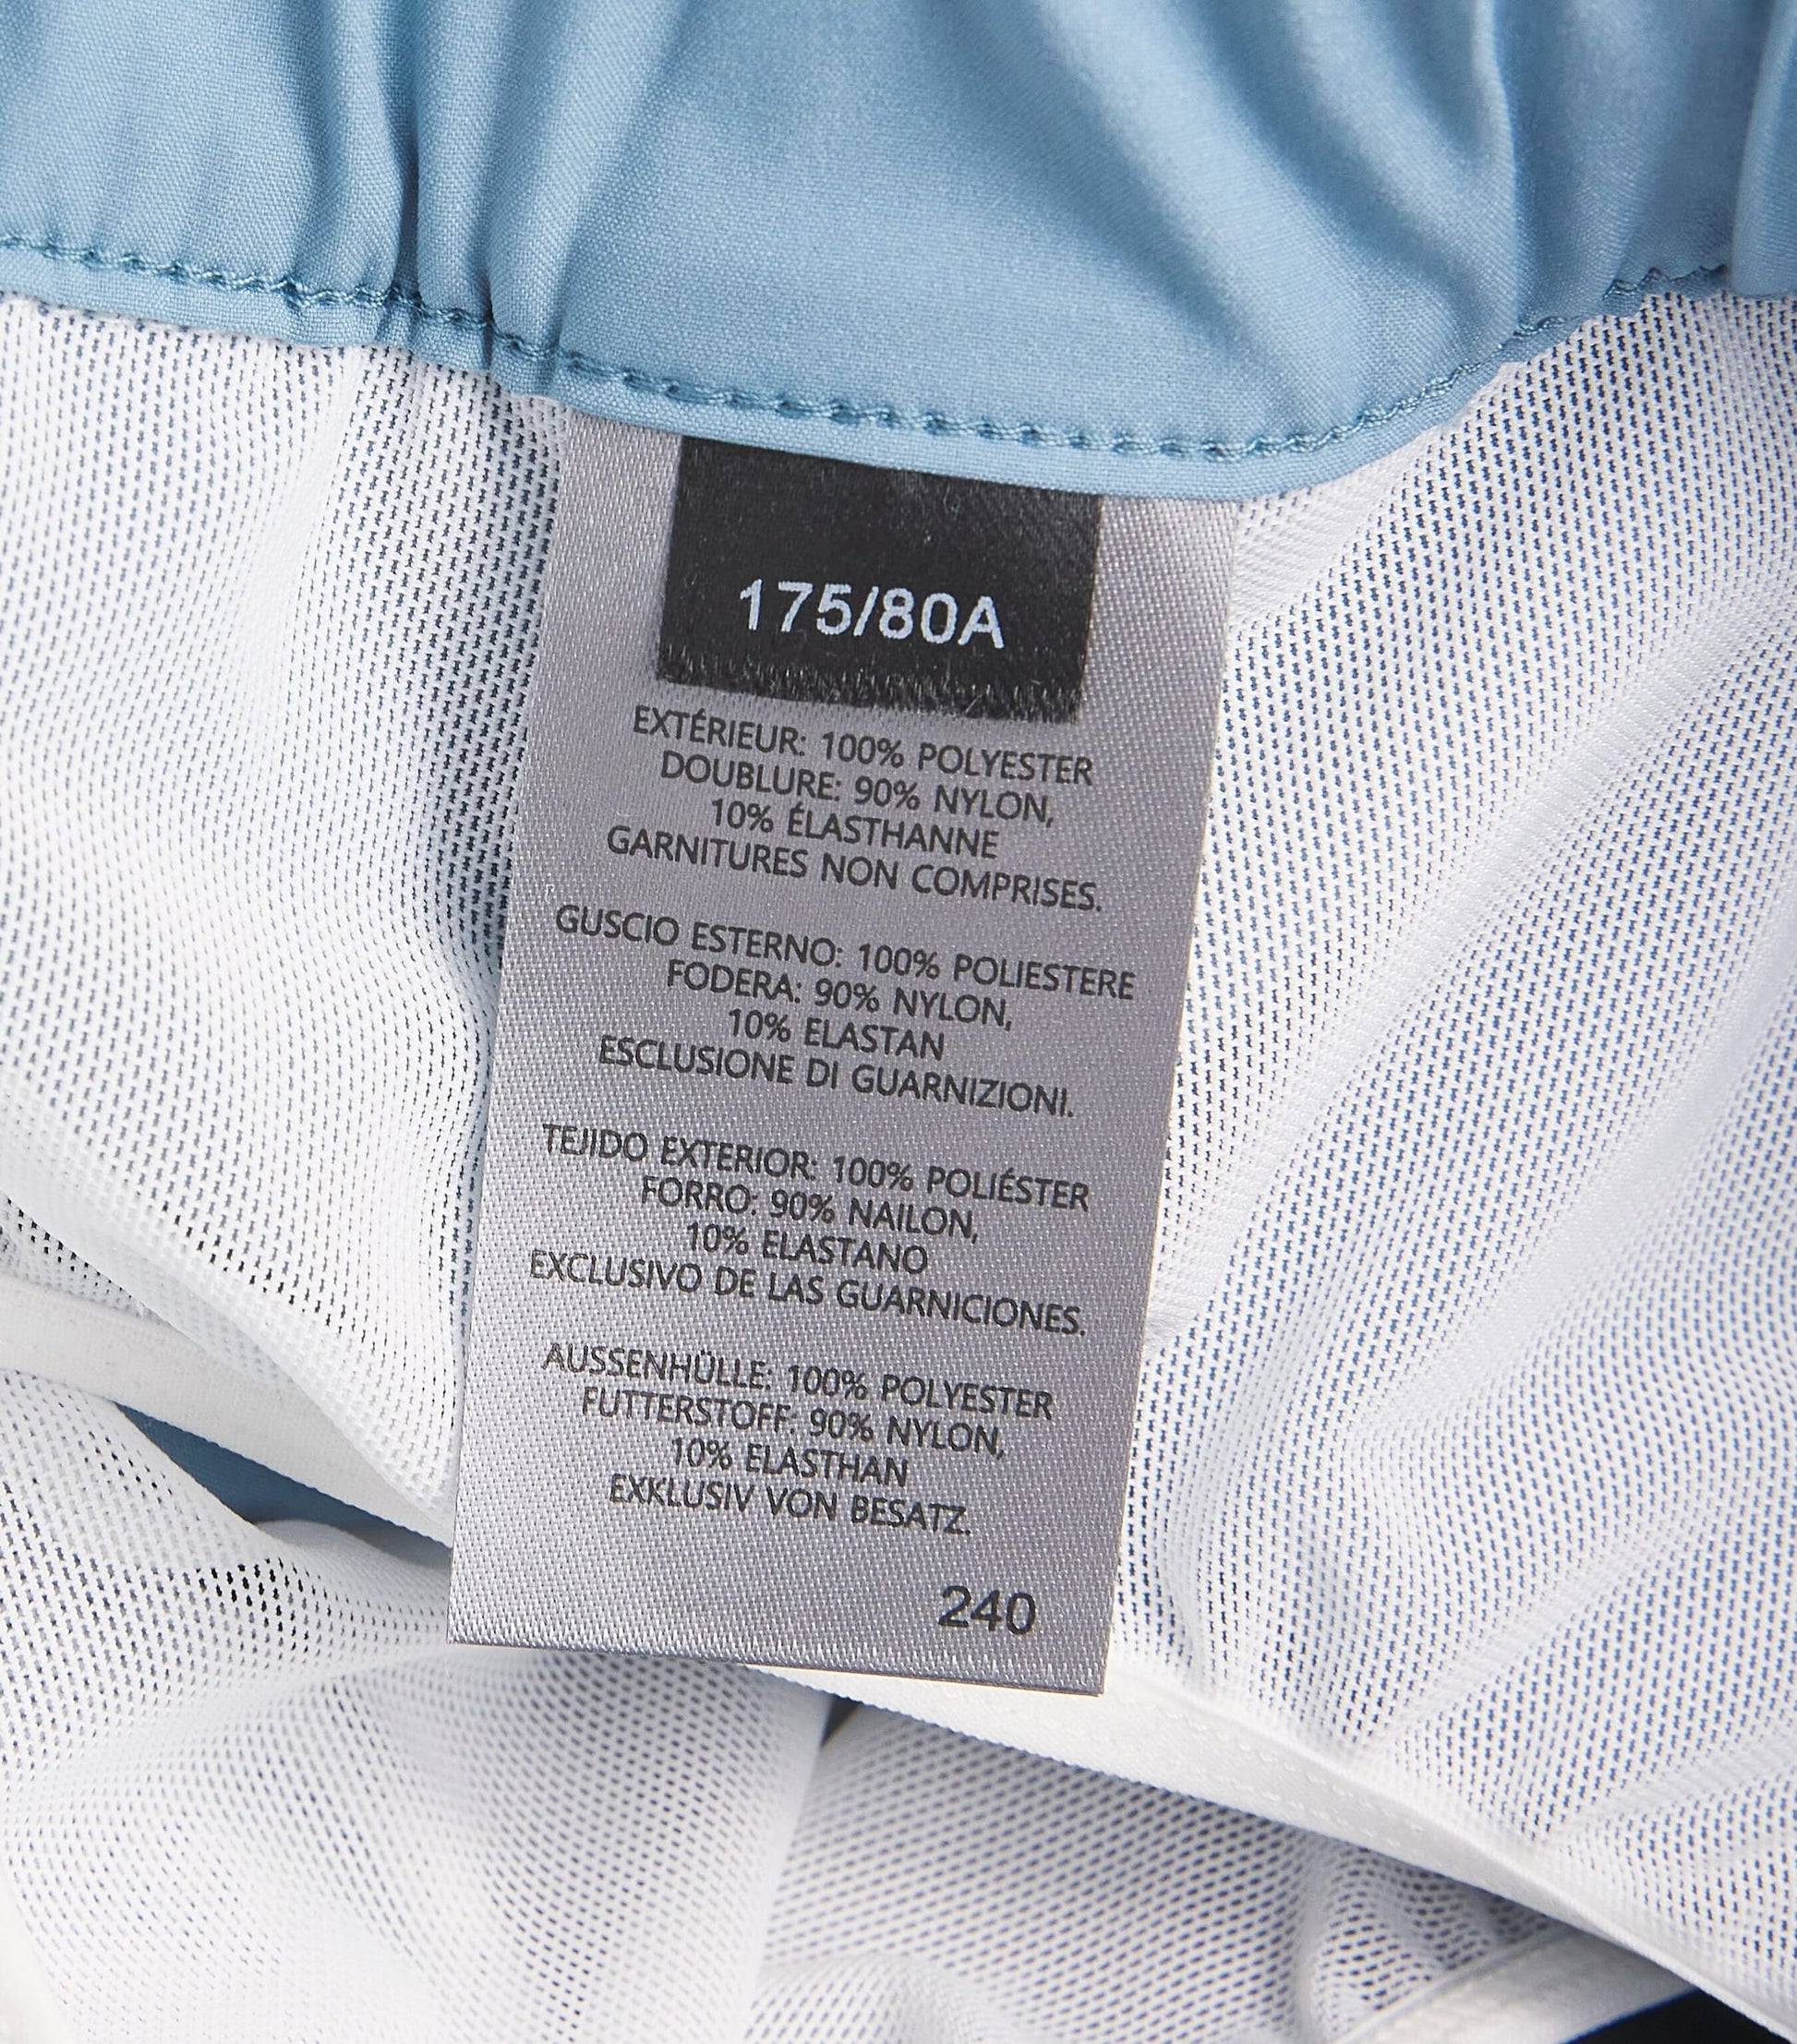 175/80A
EXTÉRIEUR: 100% POLYESTER
DOUBLURE: 90% NYLON,
10% ÉLASTHANNE
GARNITURES NON COMPRISES.
GUSCIO ESTERNO: 100% POLIESTERE
FODERA: 90% NYLON,
10% ELASTAN
ESCLUSIONE DI GUARNIZIONI.
TEJIDO EXTERIOR: 100% POLIÉSTER
FORRO: 90% NAILON,
10% ELASTANO
EXCLUSIVO DE LAS GUARNICIONES.
AUSSENHÜLLE: 100% POLYESTER
FUTTERSTOFF: 90% NYLON,
10% ELASTHAN
EXKLUSIV VON BESATZ.
240